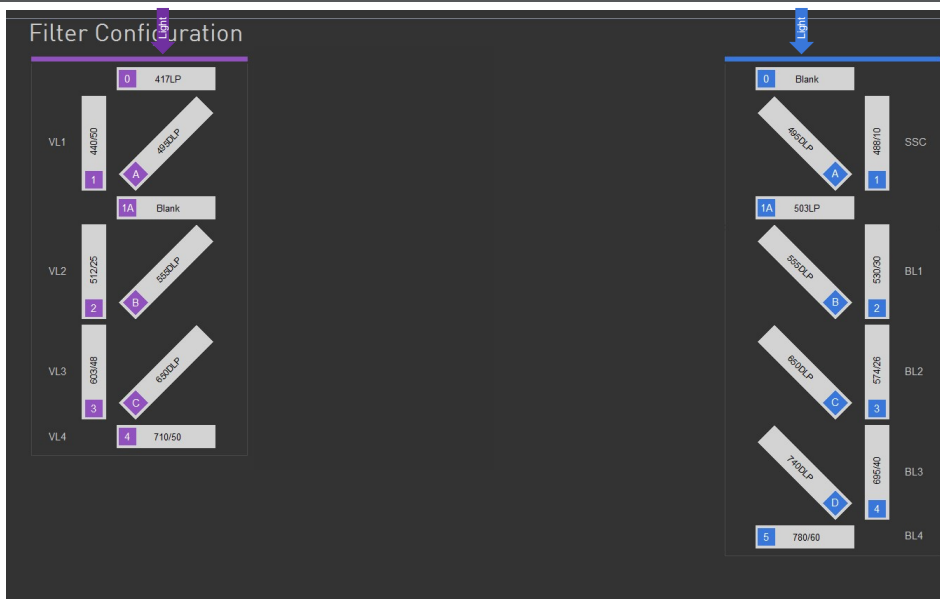 Filter Configuration
Light
0 417LP
VL1 440/50 1 495DLP A
1A Blank
VL2 512/25 2 555DLP B
VL3 603/48 3 650DLP C
VL4 4 710/50
Light
0 Blank
495DLP A 488/10 1 SSC
1A 503LP
555DLP B 530/30 2 BL1
650DLP C 574/26 3 BL2
740DLP D 695/40 4 BL3
5 780/60 BL4